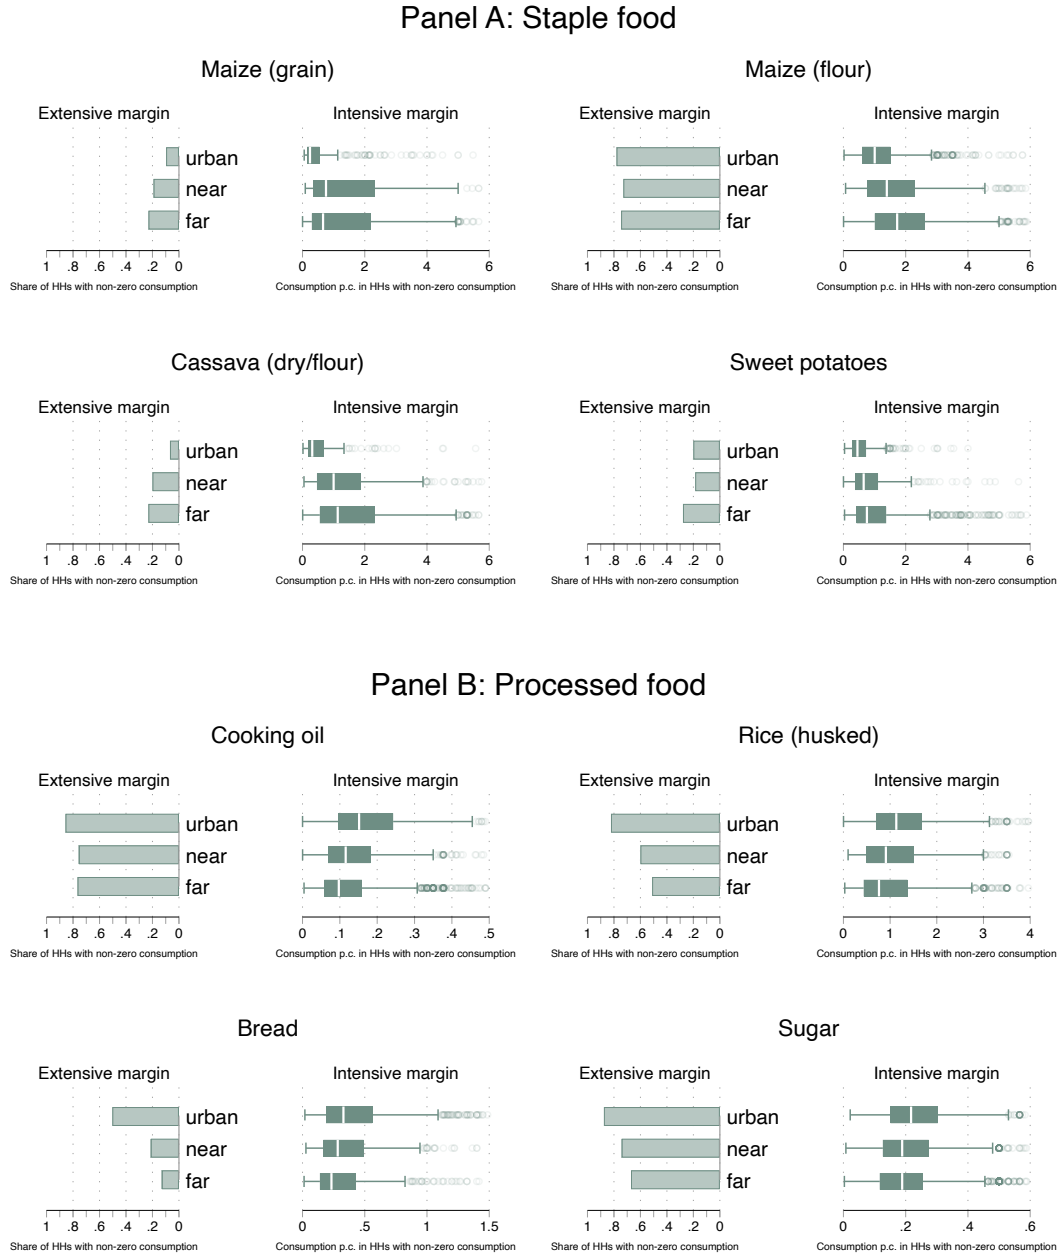 Panel A: Staple food
Maize (grain)
Extensive margin
urban
near
far
1 .8 .6 .4 .2 0
Share of HHs with non-zero consumption
Intensive margin
0 2 4 6
Consumption p.c. in HHs with non-zero consumption
Maize (flour)
Extensive margin
urban
near
far
1 .8 .6 .4 .2 0
Share of HHs with non-zero consumption
Intensive margin
0 2 4 6
Consumption p.c. in HHs with non-zero consumption
Cassava (dry/flour)
Extensive margin
urban
near
far
1 .8 .6 .4 .2 0
Share of HHs with non-zero consumption
Intensive margin
0 2 4 6
Consumption p.c. in HHs with non-zero consumption
Sweet potatoes
Extensive margin
urban
near
far
1 .8 .6 .4 .2 0
Share of HHs with non-zero consumption
Intensive margin
0 2 4 6
Consumption p.c. in HHs with non-zero consumption
Panel B: Processed food
Cooking oil
Extensive margin
urban
near
far
1 .8 .6 .4 .2 0
Share of HHs with non-zero consumption
Intensive margin
0 .1 .2 .3 .4 .5
Consumption p.c. in HHs with non-zero consumption
Rice (husked)
Extensive margin
urban
near
far
1 .8 .6 .4 .2 0
Share of HHs with non-zero consumption
Intensive margin
0 1 2 3 4
Consumption p.c. in HHs with non-zero consumption
Bread
Extensive margin
urban
near
far
1 .8 .6 .4 .2 0
Share of HHs with non-zero consumption
Intensive margin
0 .5 1 1.5
Consumption p.c. in HHs with non-zero consumption
Sugar
Extensive margin
urban
near
far
1 .8 .6 .4 .2 0
Share of HHs with non-zero consumption
Intensive margin
0 .2 .4 .6
Consumption p.c. in HHs with non-zero consumption